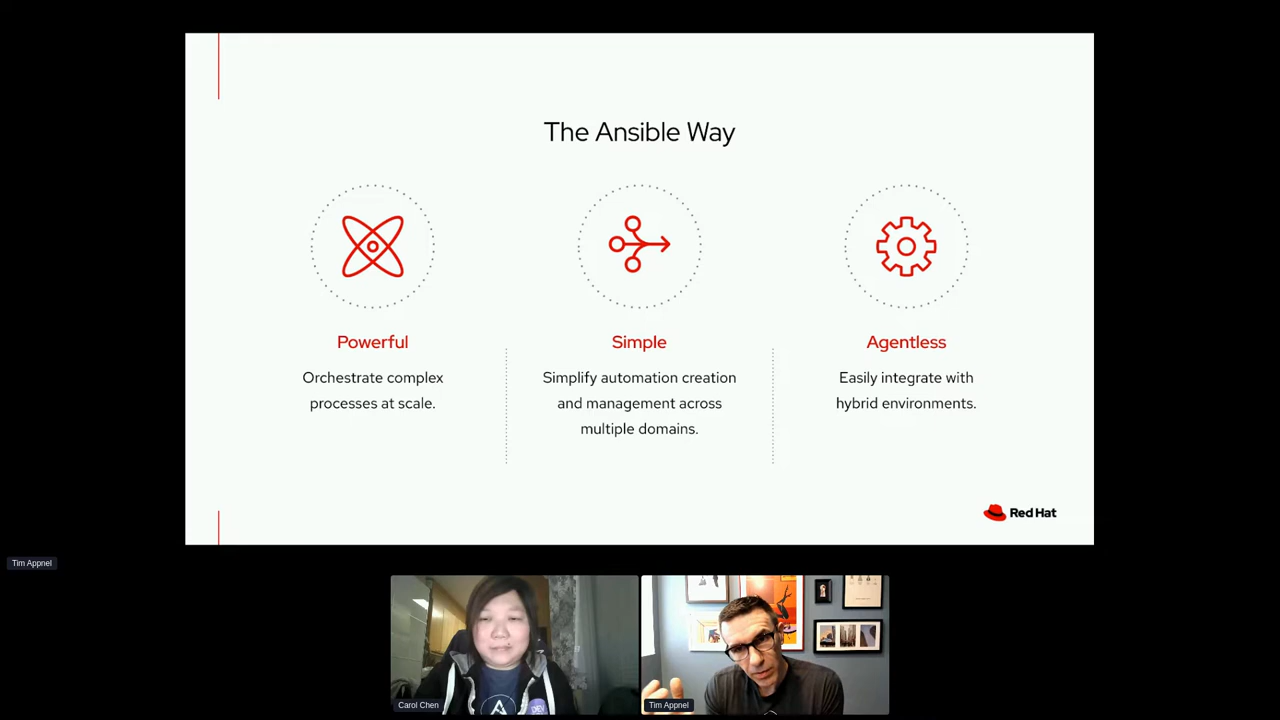 The Ansible Way
Powerful
Orchestrate complex
processes at scale.
Simple
Simplify automation creation
and management across
multiple domains.
Agentless
Easily integrate with
hybrid environments.
Red Hat
Tim Appnel
Carol Chen
Tim Appnel